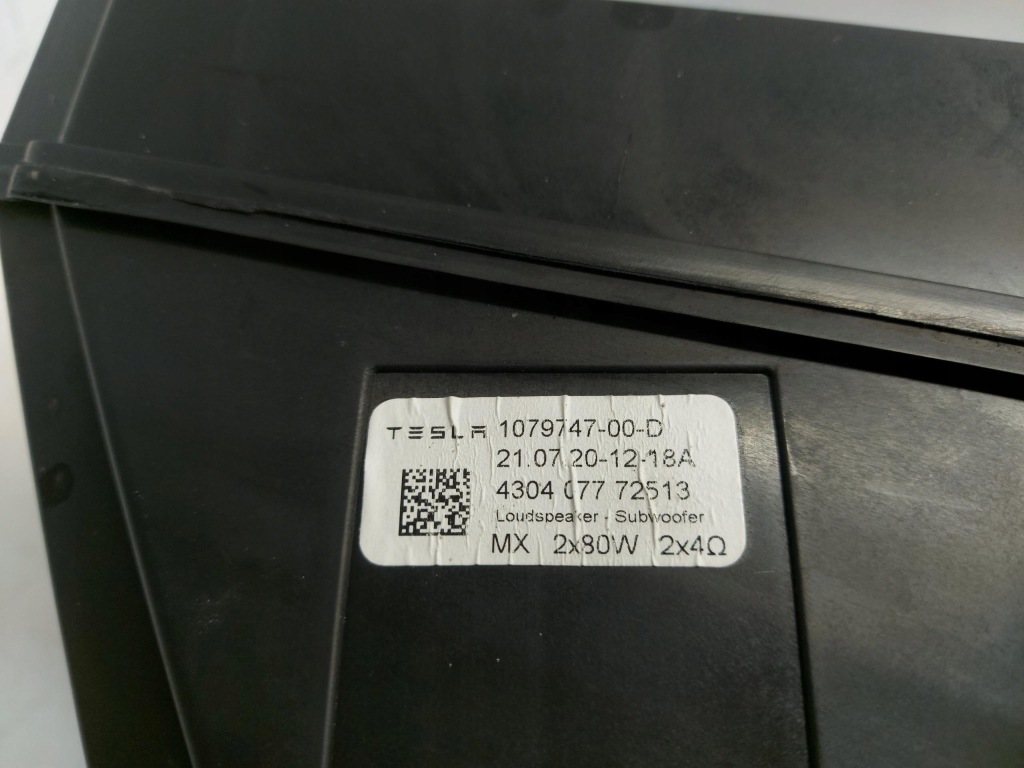 TESLA 1079747-00-D
21.07.20-12-18A
4304 077 72513
Loudspeaker - Subwoofer
MX 2x80W 2x4Ω